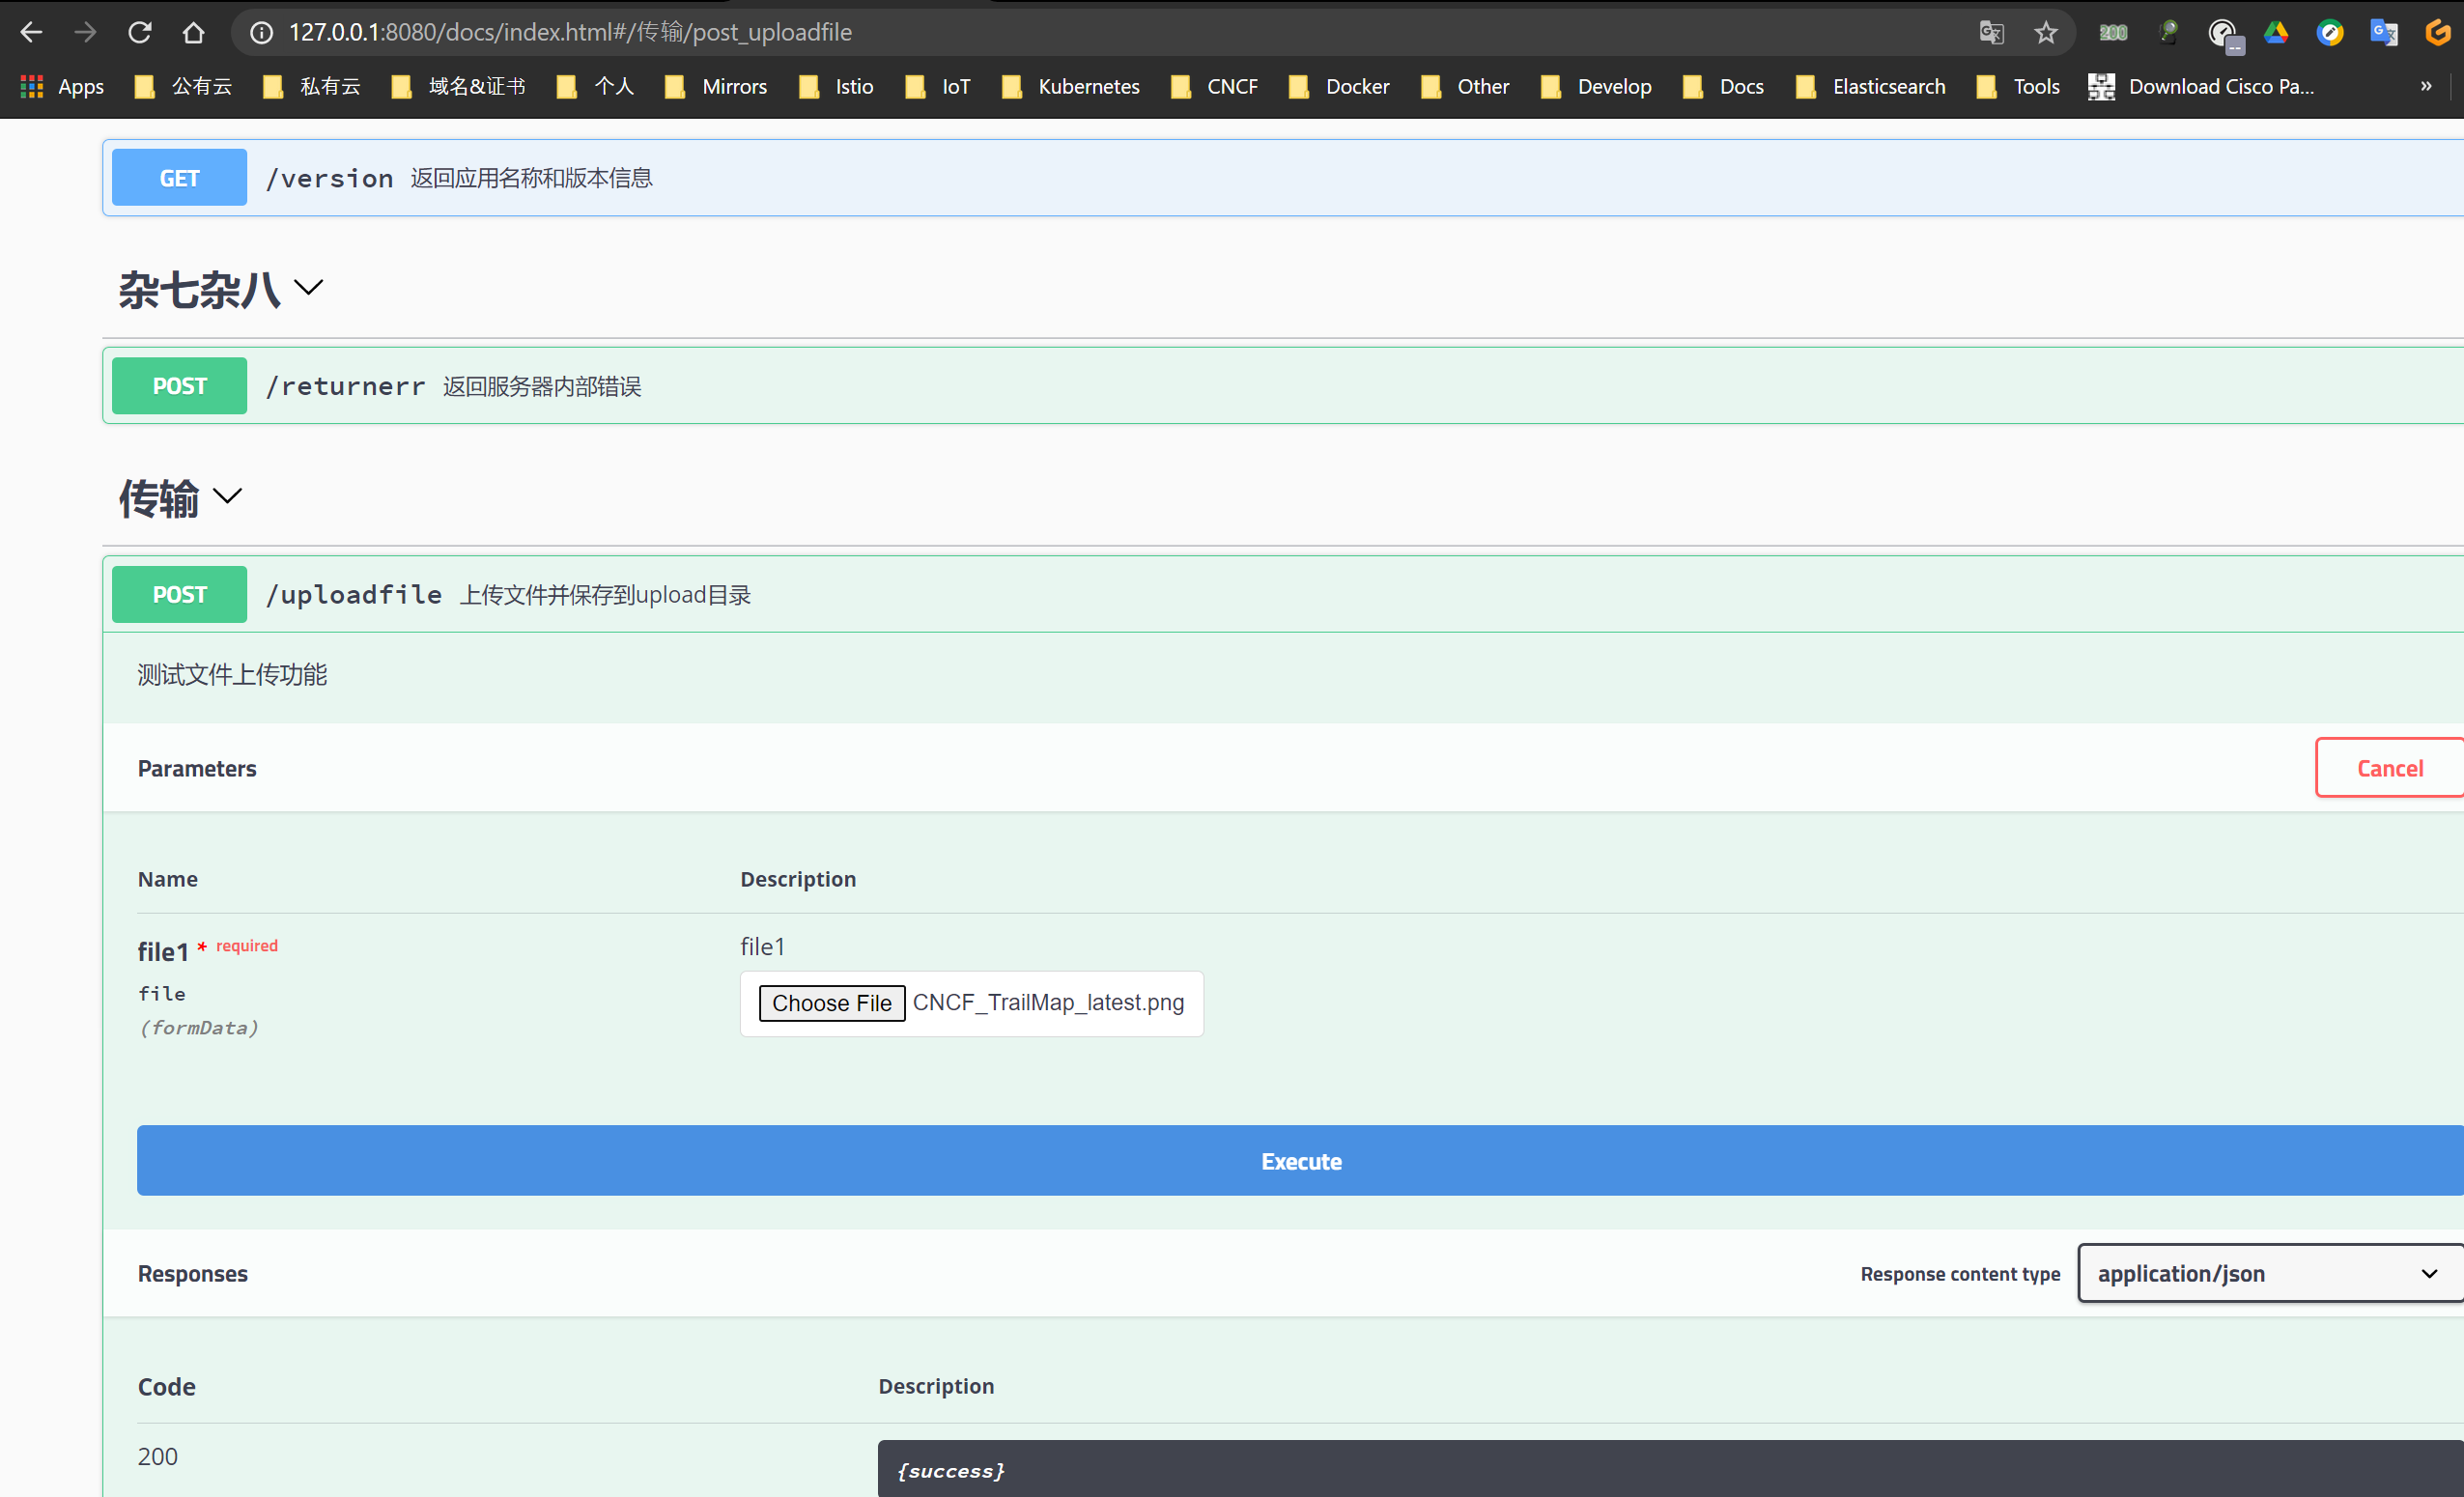 127.0.0.1:8080/docs/index.html#/传输/post_uploadfile
200
Apps 公有云 私有云 域名&证书 个人 Mirrors Istio IoT Kubernetes CNCF Docker Other Develop Docs Elasticsearch Tools Download Cisco Pa... »
GET /version 返回应用名称和版本信息
杂七杂八
POST /returnerr 返回服务器内部错误
传输
POST /uploadfile 上传文件并保存到upload目录
测试文件上传功能
Parameters
Cancel
Name Description
file1 * required
file
(formData)
file1
Choose File CNCF_TrailMap_latest.png
Execute
Responses
Response content type application/json
Code Description
200
{success}